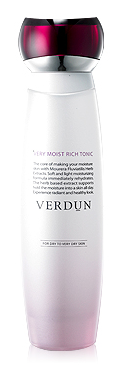 VERY MOIST RICH TONIC
The core of making your moisture
skin with Mourera Fluviatilis Herb
Extracts Soft and light moisturizing
formula immediately rehydrates.
The herb based extract supports
hold the moisture into a skin all day.
Experience radiant and healthy look.
VERDUN
FOR DRY TO VERY DRY SKIN